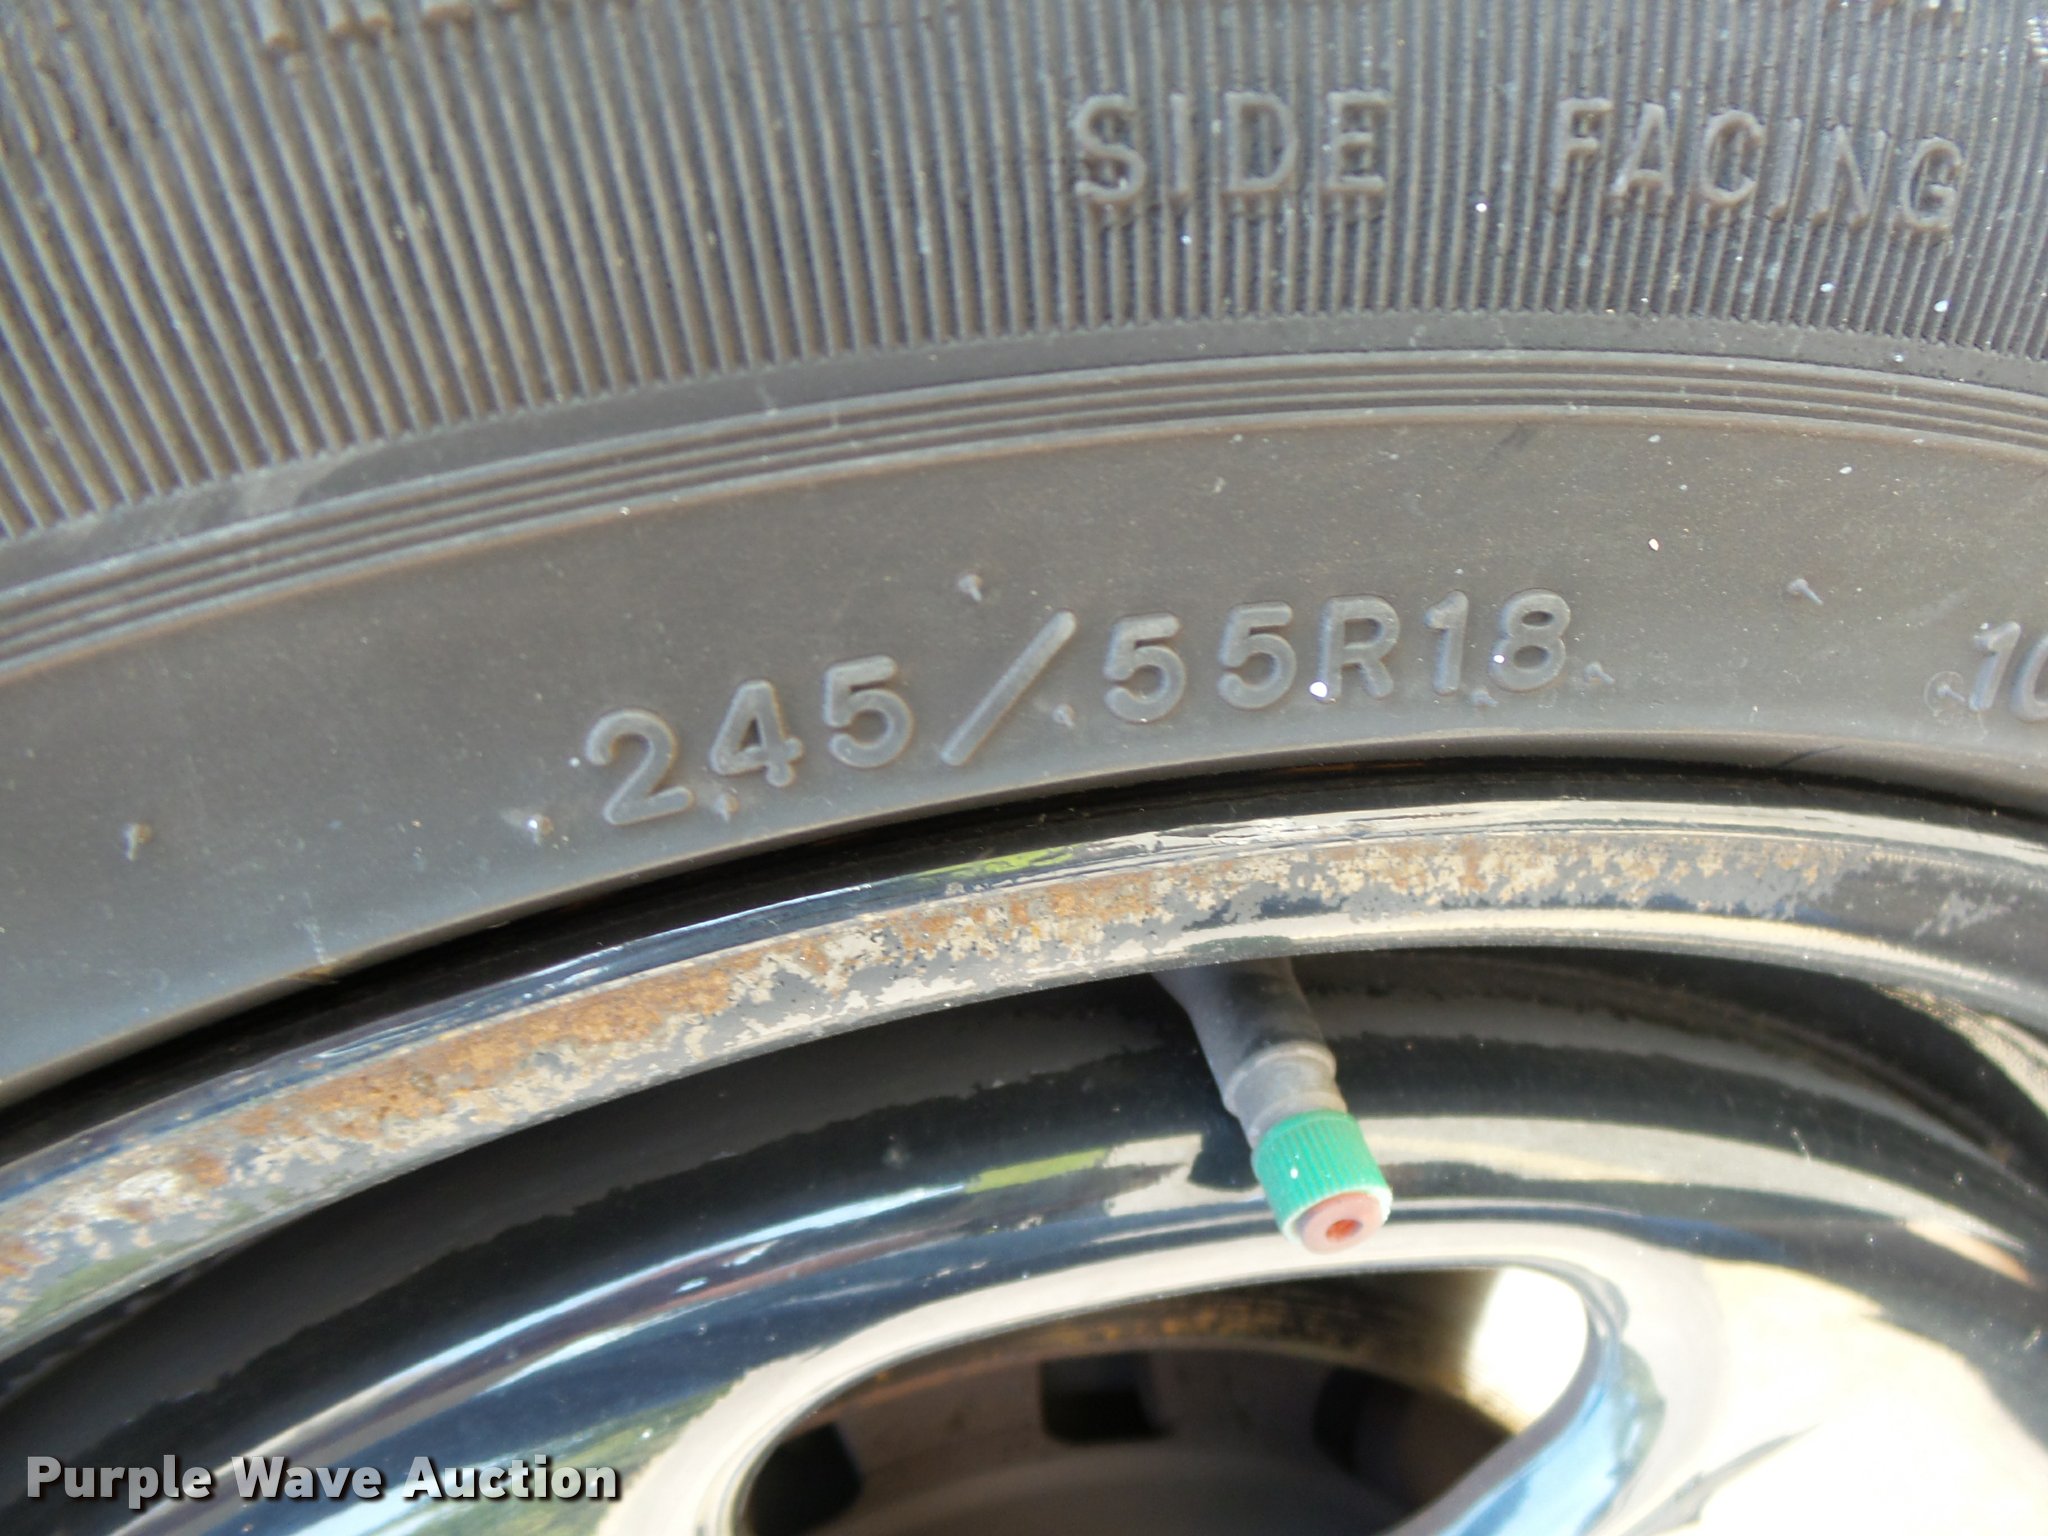 SIDE FACING
245/55R18
Purple Wave Auction